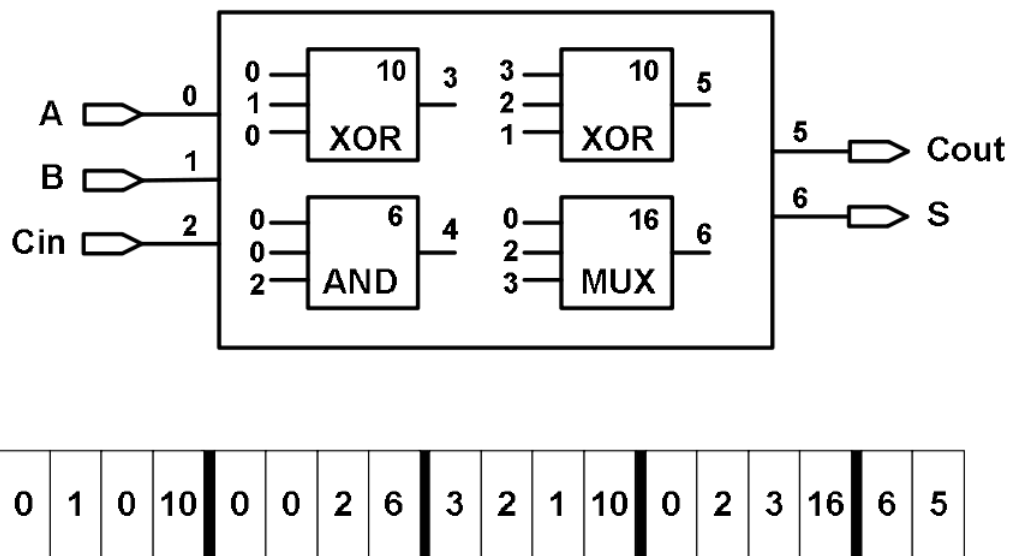 0 10 3 3 10 5
1 2
0 XOR 1 XOR
A 0
B 1
Cin 2
5 Cout
6 S
0 6 4 0 16 6
0 2
2 AND 3 MUX
0 1 0 10 0 0 2 6 3 2 1 10 0 2 3 16 6 5